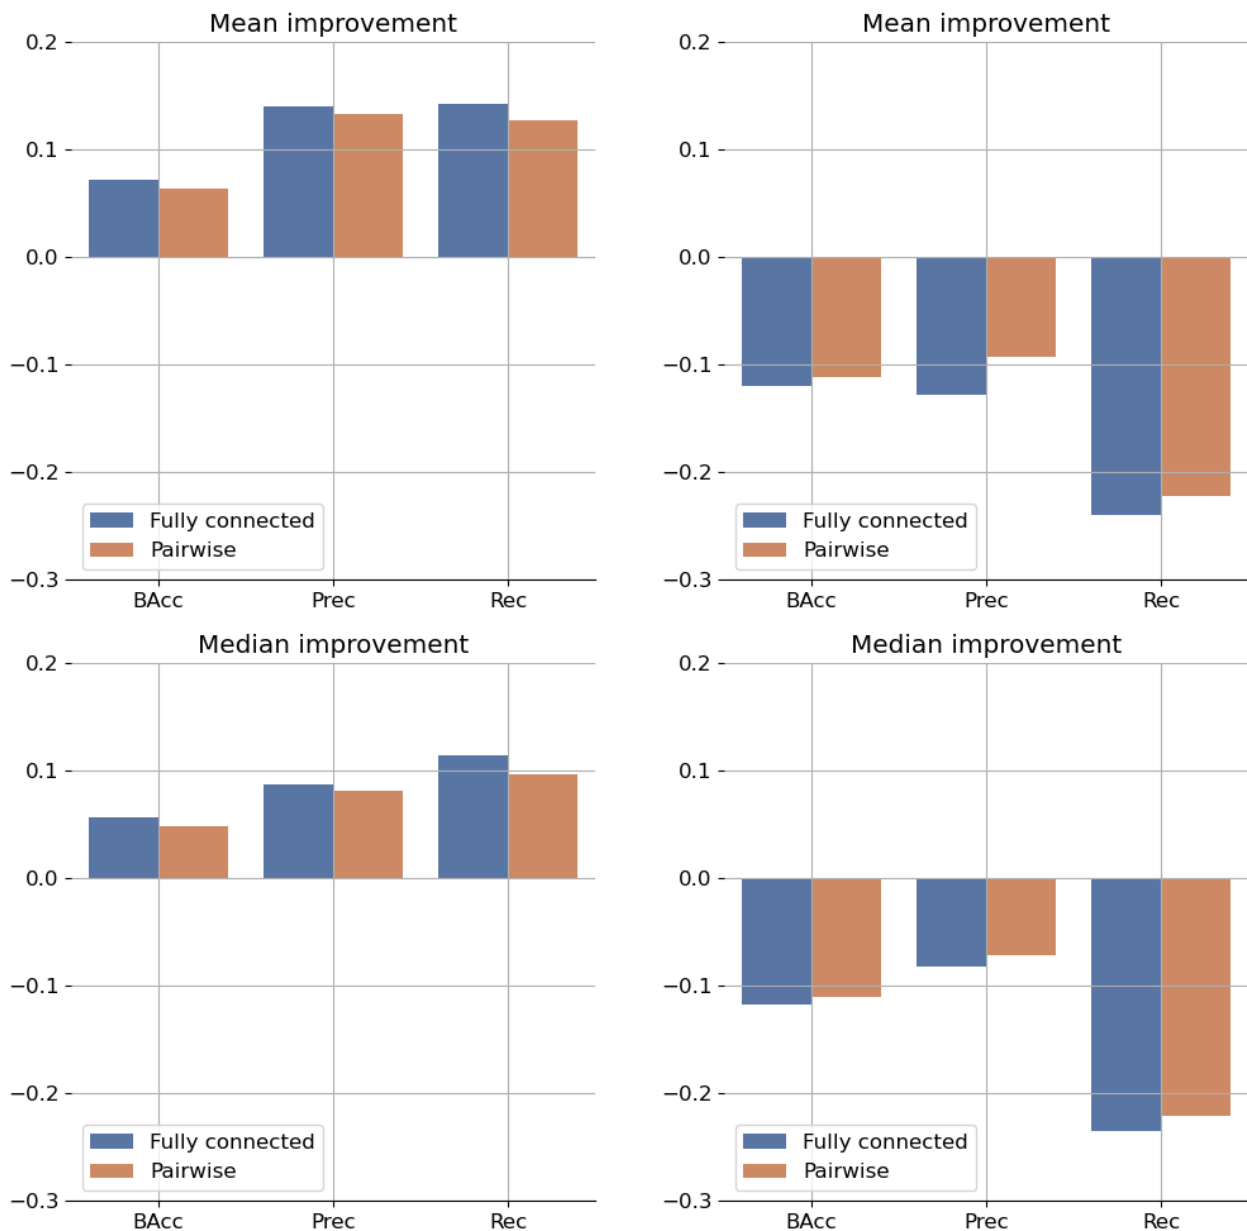 Mean improvement
0.2
0.1
0.0
−0.1
−0.2
−0.3
Fully connected
Pairwise
BAcc Prec Rec
Mean improvement
0.2
0.1
0.0
−0.1
−0.2
−0.3
Fully connected
Pairwise
BAcc Prec Rec
Median improvement
0.2
0.1
0.0
−0.1
−0.2
−0.3
Fully connected
Pairwise
BAcc Prec Rec
Median improvement
0.2
0.1
0.0
−0.1
−0.2
−0.3
Fully connected
Pairwise
BAcc Prec Rec